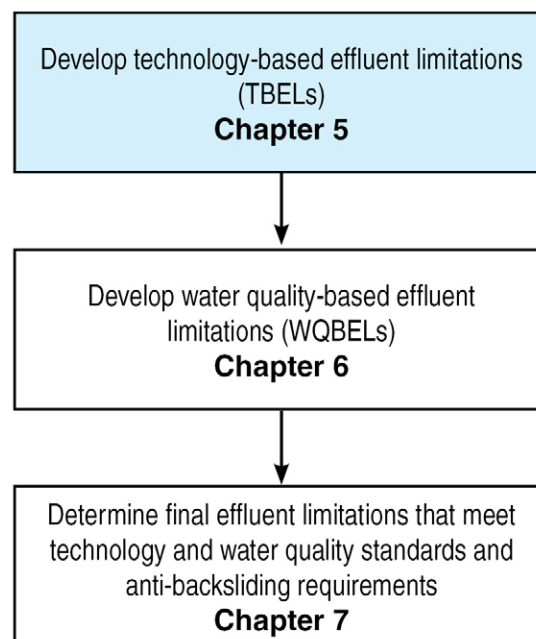 Develop technology-based effluent limitations
(TBELs)
Chapter 5
Develop water quality-based effluent
limitations (WQBELs)
Chapter 6
Determine final effluent limitations that meet
technology and water quality standards and
anti-backsliding requirements
Chapter 7